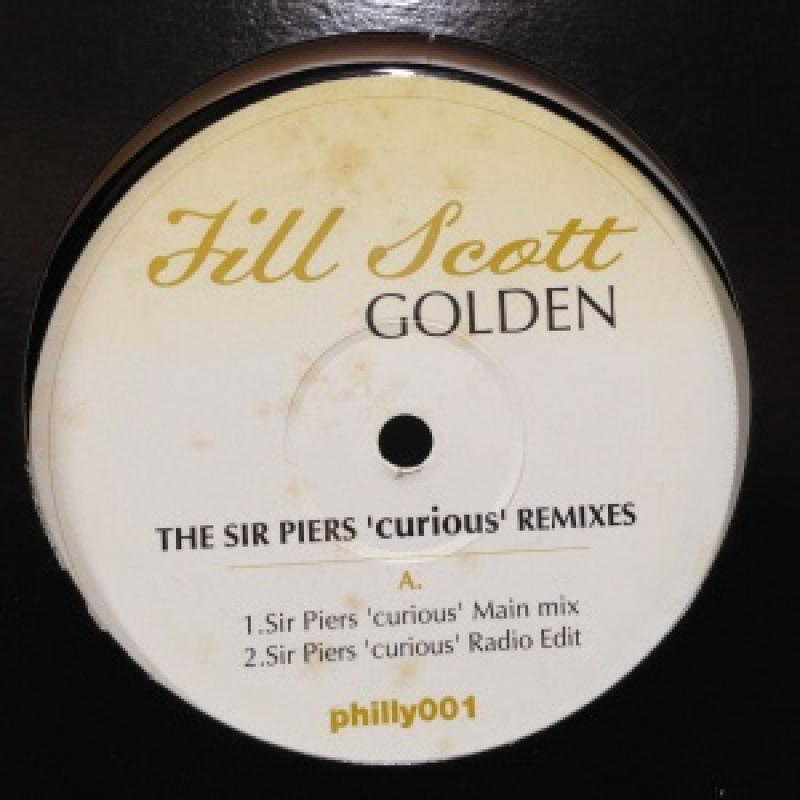 Jill Scott
GOLDEN
THE SIR PIERS 'curious' REMIXES
A.
1.Sir Piers 'curious' Main mix
2.Sir Piers 'curious' Radio Edit
philly001